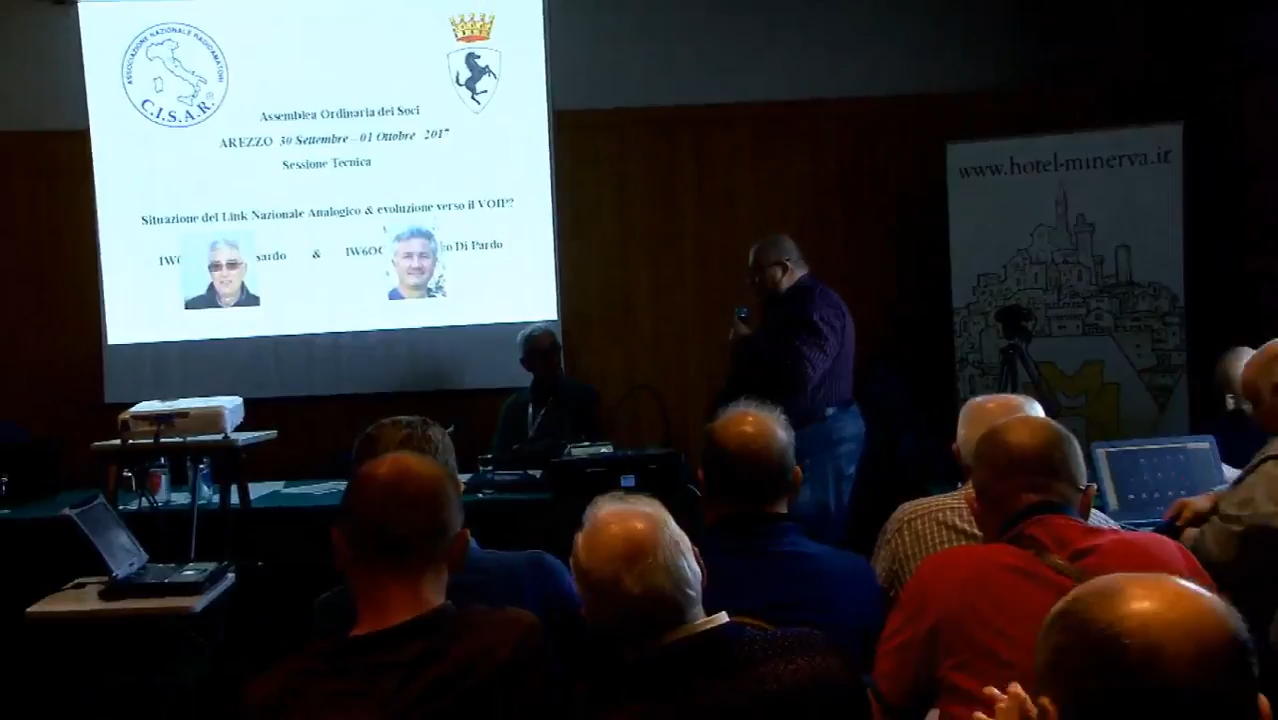 ASSOCIAZIONE NAZIONALE RADIOAMATORI
C.I.S.A.R.
Assemblea Ordinaria dei Soci
AREZZO 30 Settembre – 01 Ottobre 2017
Sessione Tecnica
Situazione del Link Nazionale Analogico & evoluzione verso il VOIP?
sardo & IW6O Di Pardo
www.hotel-minerva.it